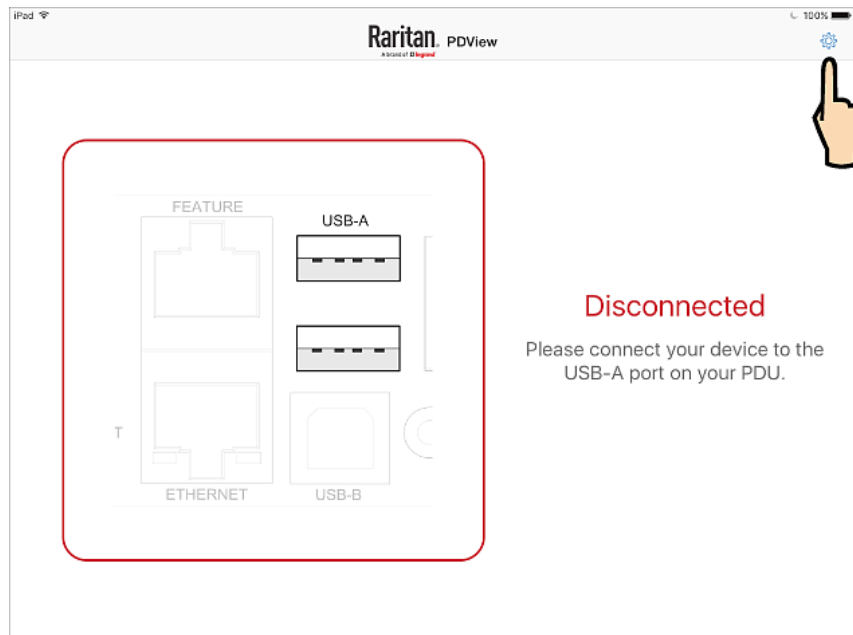 iPad 100%
Raritan. PDView
A brand of legrand
FEATURE
USB-A
Disconnected
Please connect your device to the
USB-A port on your PDU.
T
ETHERNET
USB-B